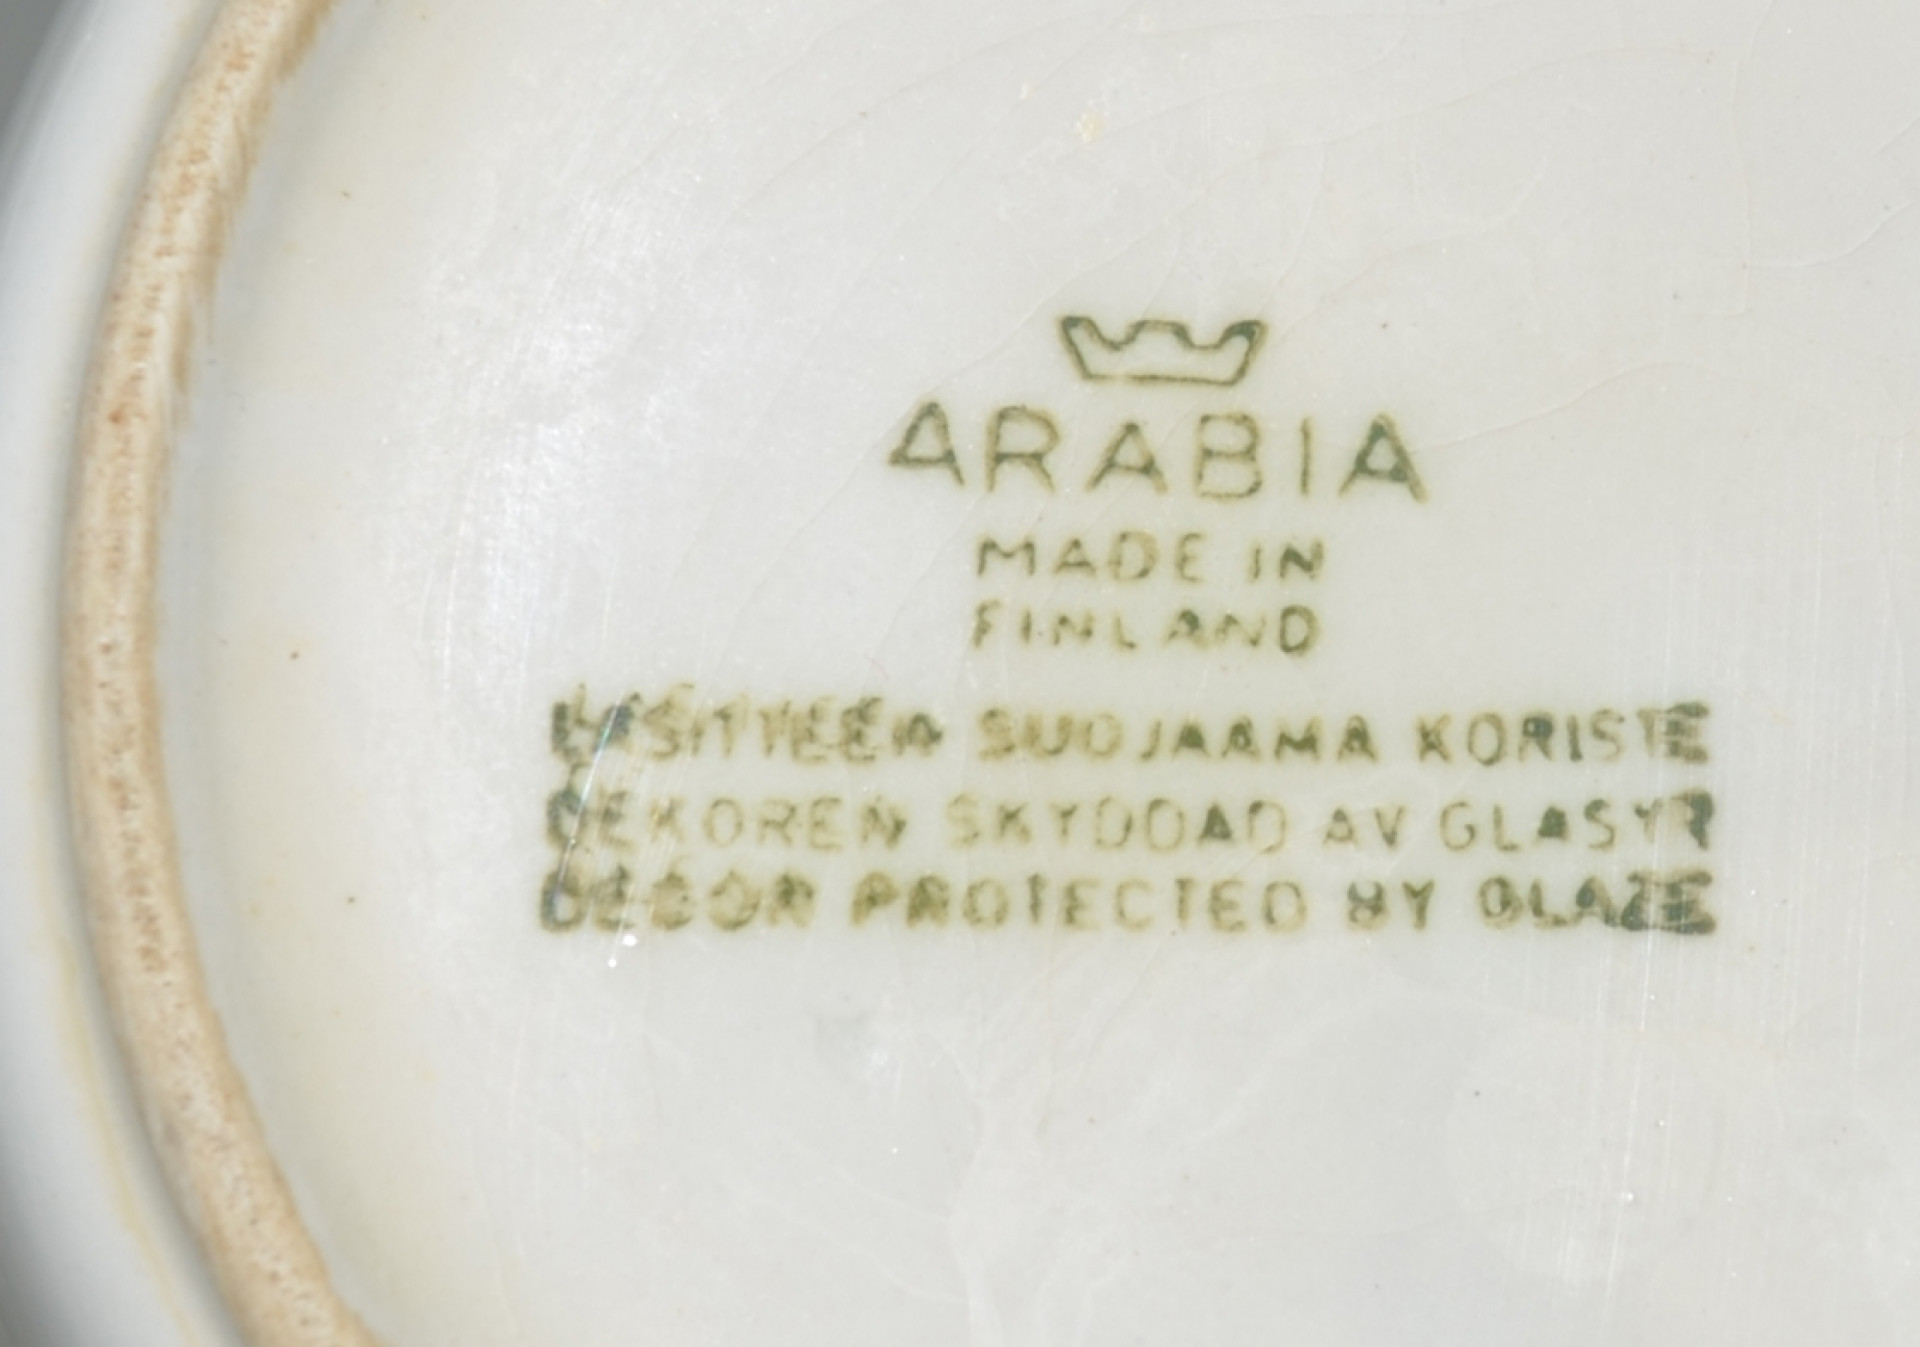 ARABIA
MADE IN
FINLAND
LASITTEEN SUOJAAMA KORISTE
DEKOREN SKYDDAD AV GLASYR
DECOR PROTECTED BY GLAZE